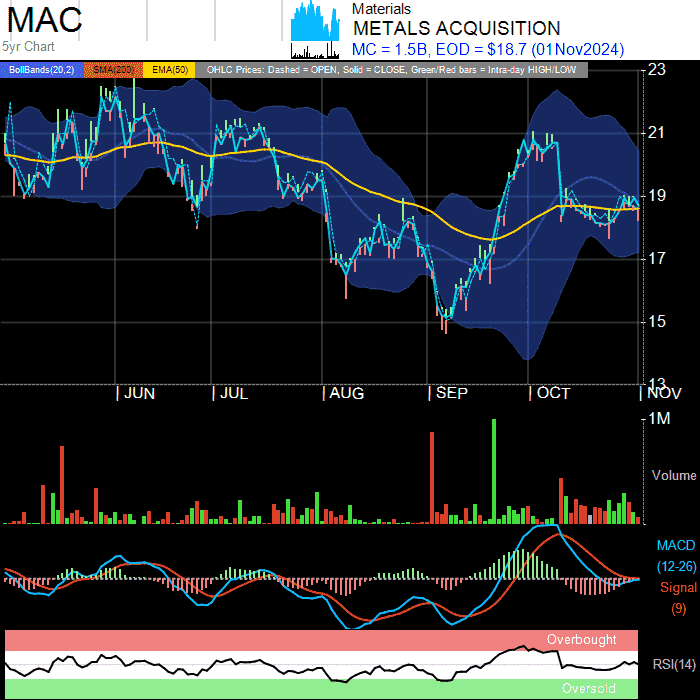 MAC
5yr Chart
Materials
METALS ACQUISITION
MC = 1.5B, EOD = $18.7 (01Nov2024)
BollBands(20,2) SMA(200) EMA(50) OHLC Prices: Dashed = OPEN, Solid = CLOSE, Green/Red bars = Intra-day HIGH/LOW
23
21
19
17
15
13
JUN JUL AUG SEP OCT NOV
1M
Volume
MACD
(12-26)
Signal
(9)
Overbought
RSI(14)
Oversold